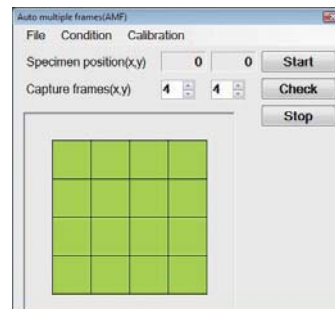 Auto multiple frames(AMF)
File Condition Calibration
Specimen position(x,y) 0 0 Start
Capture frames(x,y) 4 4 Check
Stop